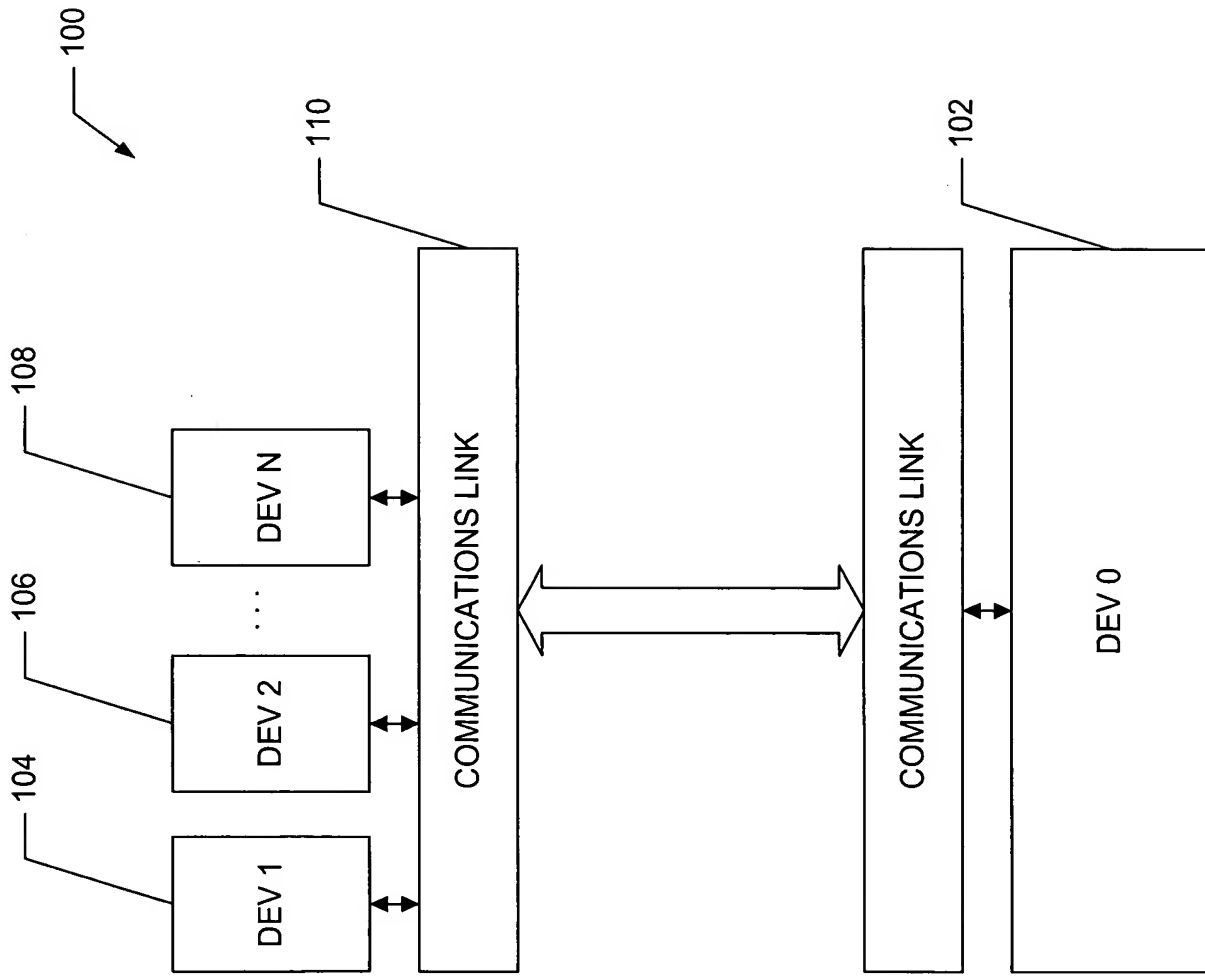 100
110
108
106
104
DEV N
...
DEV 2
DEV 1
COMMUNICATIONS LINK
102
COMMUNICATIONS LINK
DEV 0